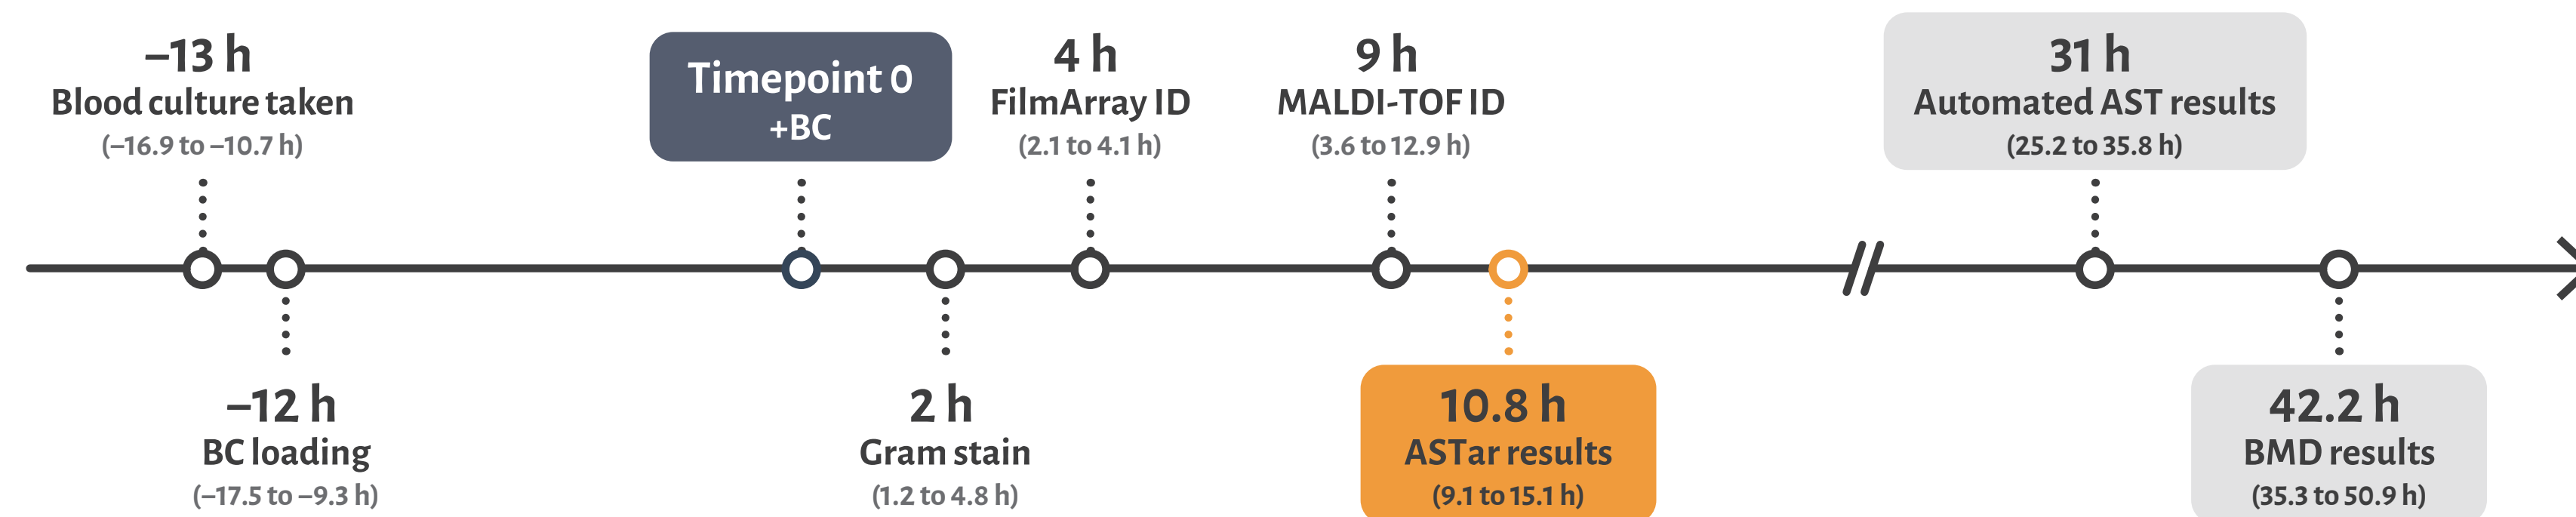 –13 h
Blood culture taken
(–16.9 to –10.7 h)
Timepoint 0
+BC
4 h
FilmArray ID
(2.1 to 4.1 h)
9 h
MALDI-TOF ID
(3.6 to 12.9 h)
31 h
Automated AST results
(25.2 to 35.8 h)
–12 h
BC loading
(–17.5 to –9.3 h)
2 h
Gram stain
(1.2 to 4.8 h)
10.8 h
ASTar results
(9.1 to 15.1 h)
42.2 h
BMD results
(35.3 to 50.9 h)